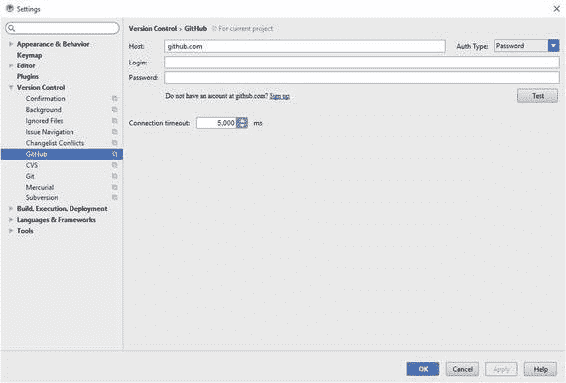 Settings
Appearance & Behavior
Keymap
Editor
Plugins
Version Control
Confirmation
Background
Ignored Files
Issue Navigation
Changelist Conflicts
GitHub
CVS
Git
Mercurial
Subversion
Build, Execution, Deployment
Languages & Frameworks
Tools
Version Control › GitHub For current project
Host: github.com Auth Type: Password
Login:
Password:
Do not have an account at github.com? Sign up
Test
Connection timeout: 5,000 ms
OK Cancel Apply Help